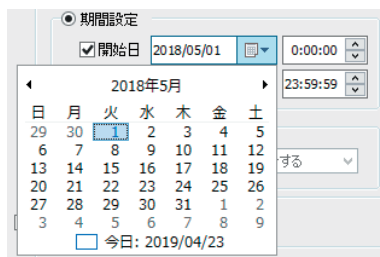 期間設定
開始日 2018/05/01 0:00:00
2018年5月 23:59:59
日 月 火 水 木 金 土
29 30 1 2 3 4 5
6 7 8 9 10 11 12
13 14 15 16 17 18 19
する
20 21 22 23 24 25 26
27 28 29 30 31 1 2
3 4 5 6 7 8 9
今日: 2019/04/23